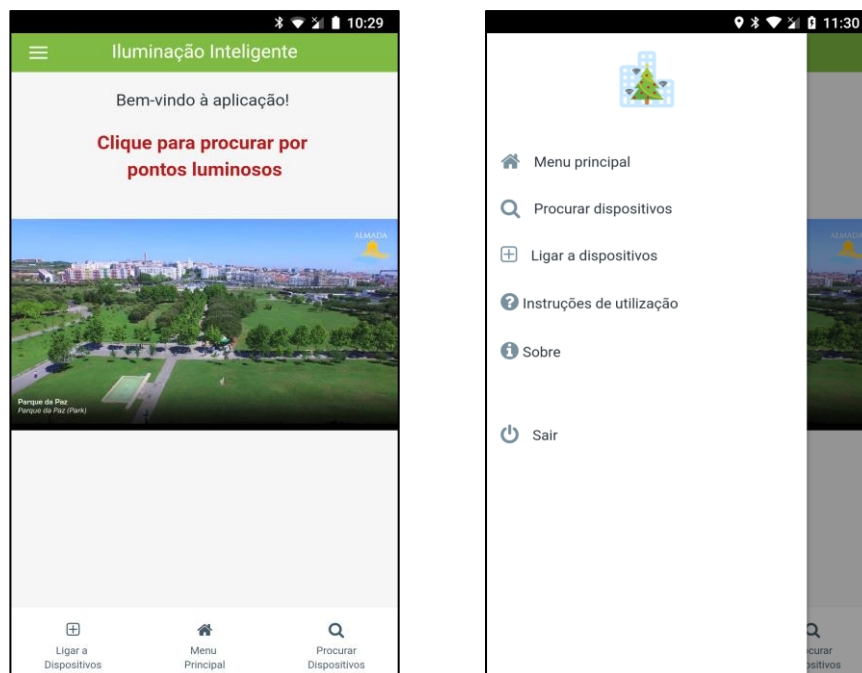 10:29
Iluminação Inteligente
Bem-vindo à aplicação!
Clique para procurar por
pontos luminosos
ALMADA
Parque da Paz
Parque da Paz (Park)
Ligar a
Dispositivos
Menu
Principal
Procurar
Dispositivos
11:30
Menu principal
Procurar dispositivos
Ligar a dispositivos
Instruções de utilização
Sobre
Sair
ALMADA
curar
ositivos